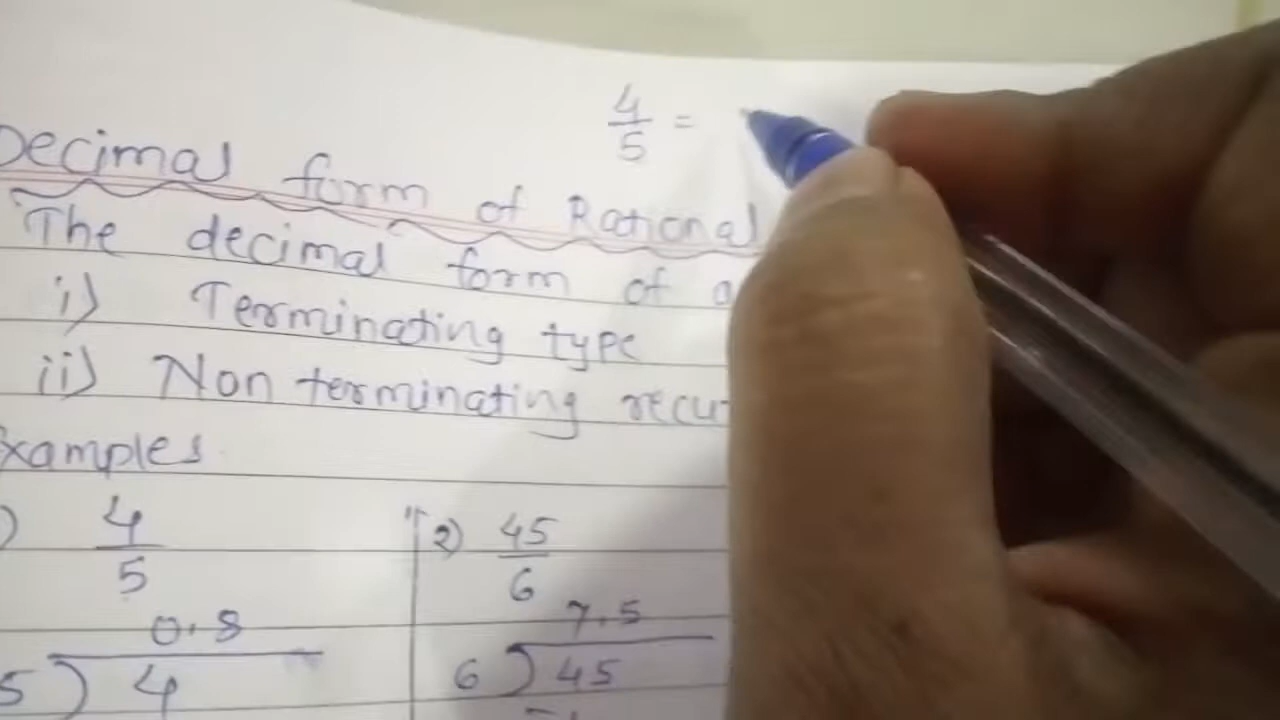 4/5 =
Decimal form of Rational
The decimal form of a
i) Terminating type
ii) Non terminating recur
Examples
) 4/5
2) 45/6
0.8
5) 4
7.5
6) 45